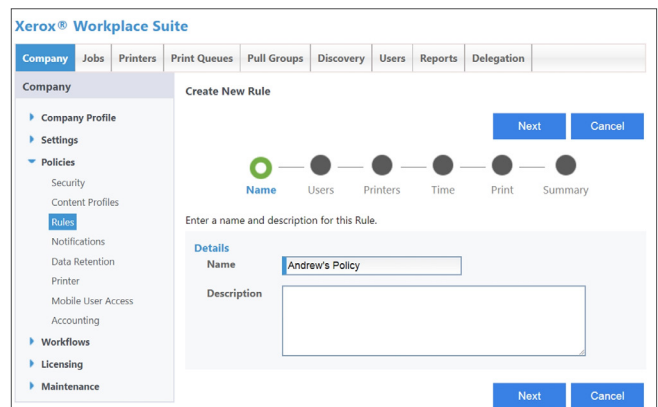 Xerox® Workplace Suite
Company Jobs Printers Print Queues Pull Groups Discovery Users Reports Delegation
Company
Company Profile
Settings
Policies
Security
Content Profiles
Rules
Notifications
Data Retention
Printer
Mobile User Access
Accounting
Workflows
Licensing
Maintenance
Create New Rule
Next Cancel
Name Users Printers Time Print Summary
Enter a name and description for this Rule.
Details
Name Andrew's Policy
Description
Next Cancel